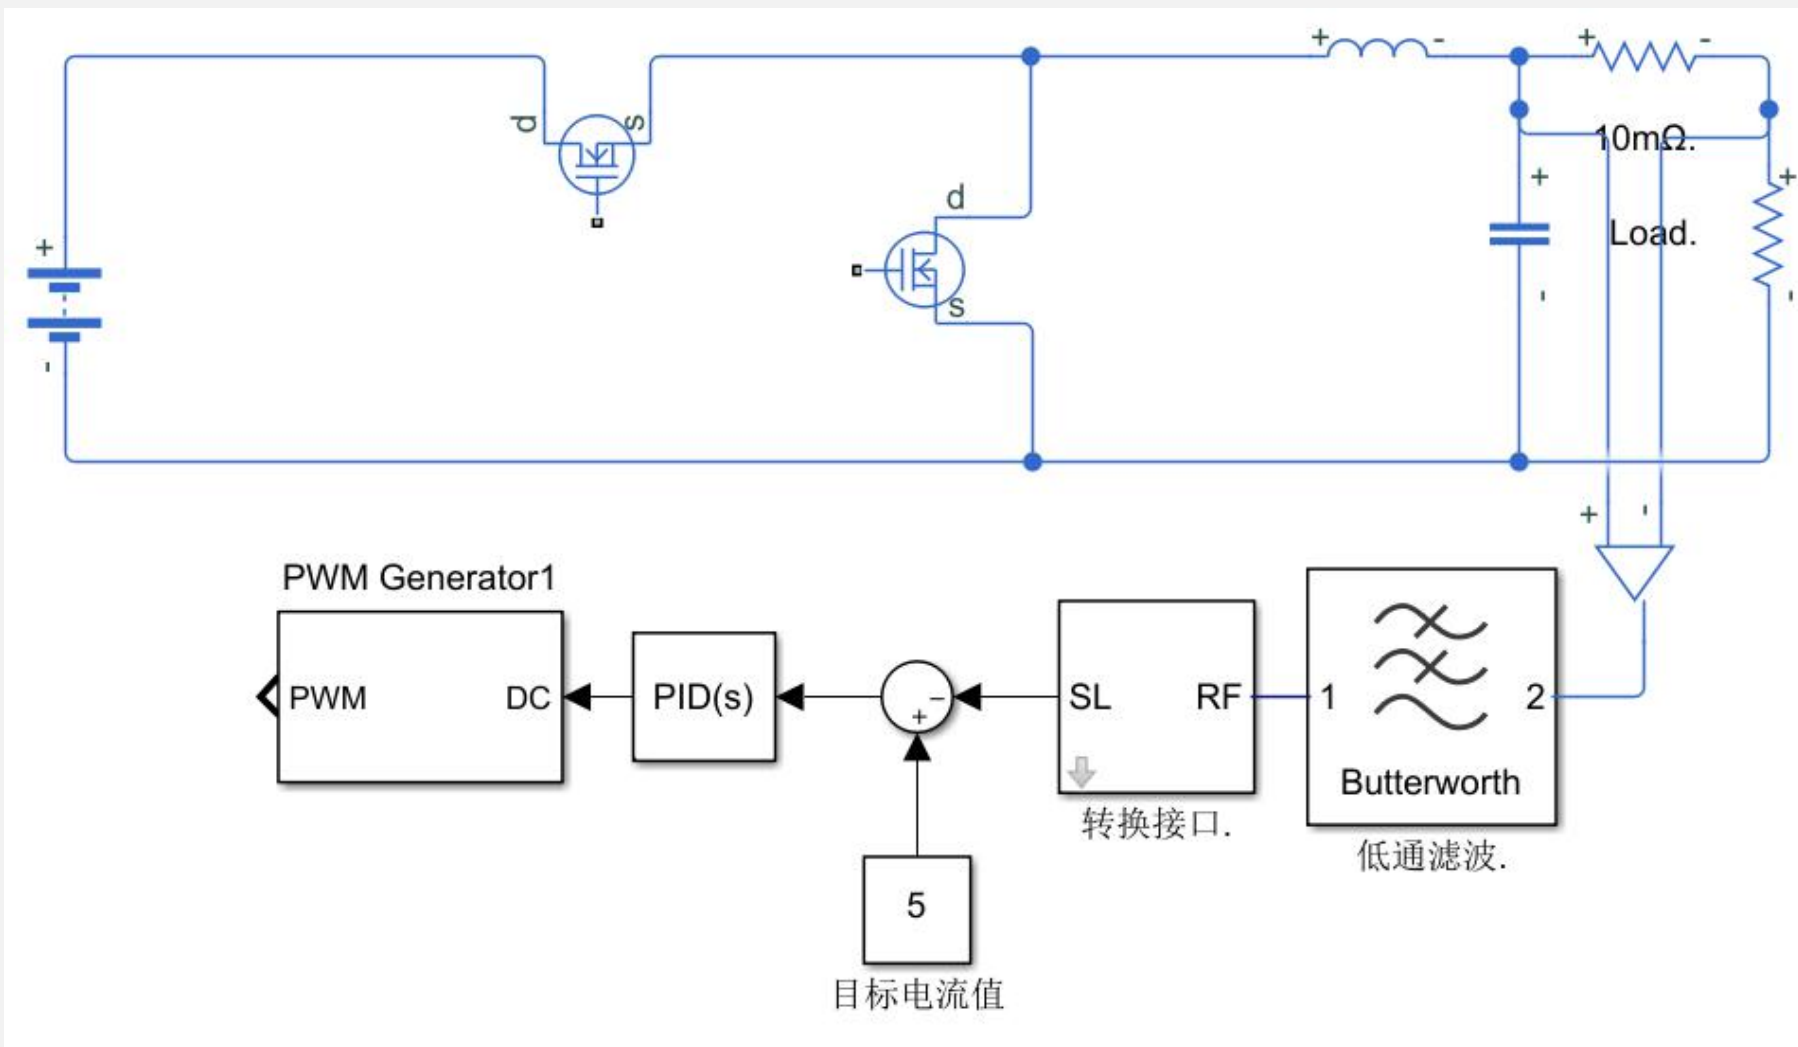 + - + -
d s
10mΩ.
+ +
d
+
Load.
s
- -
-
+ -
PWM Generator1
PWM DC
PID(s)
-
+
SL RF
1 2
Butterworth
转换接口.
低通滤波.
5
目标电流值